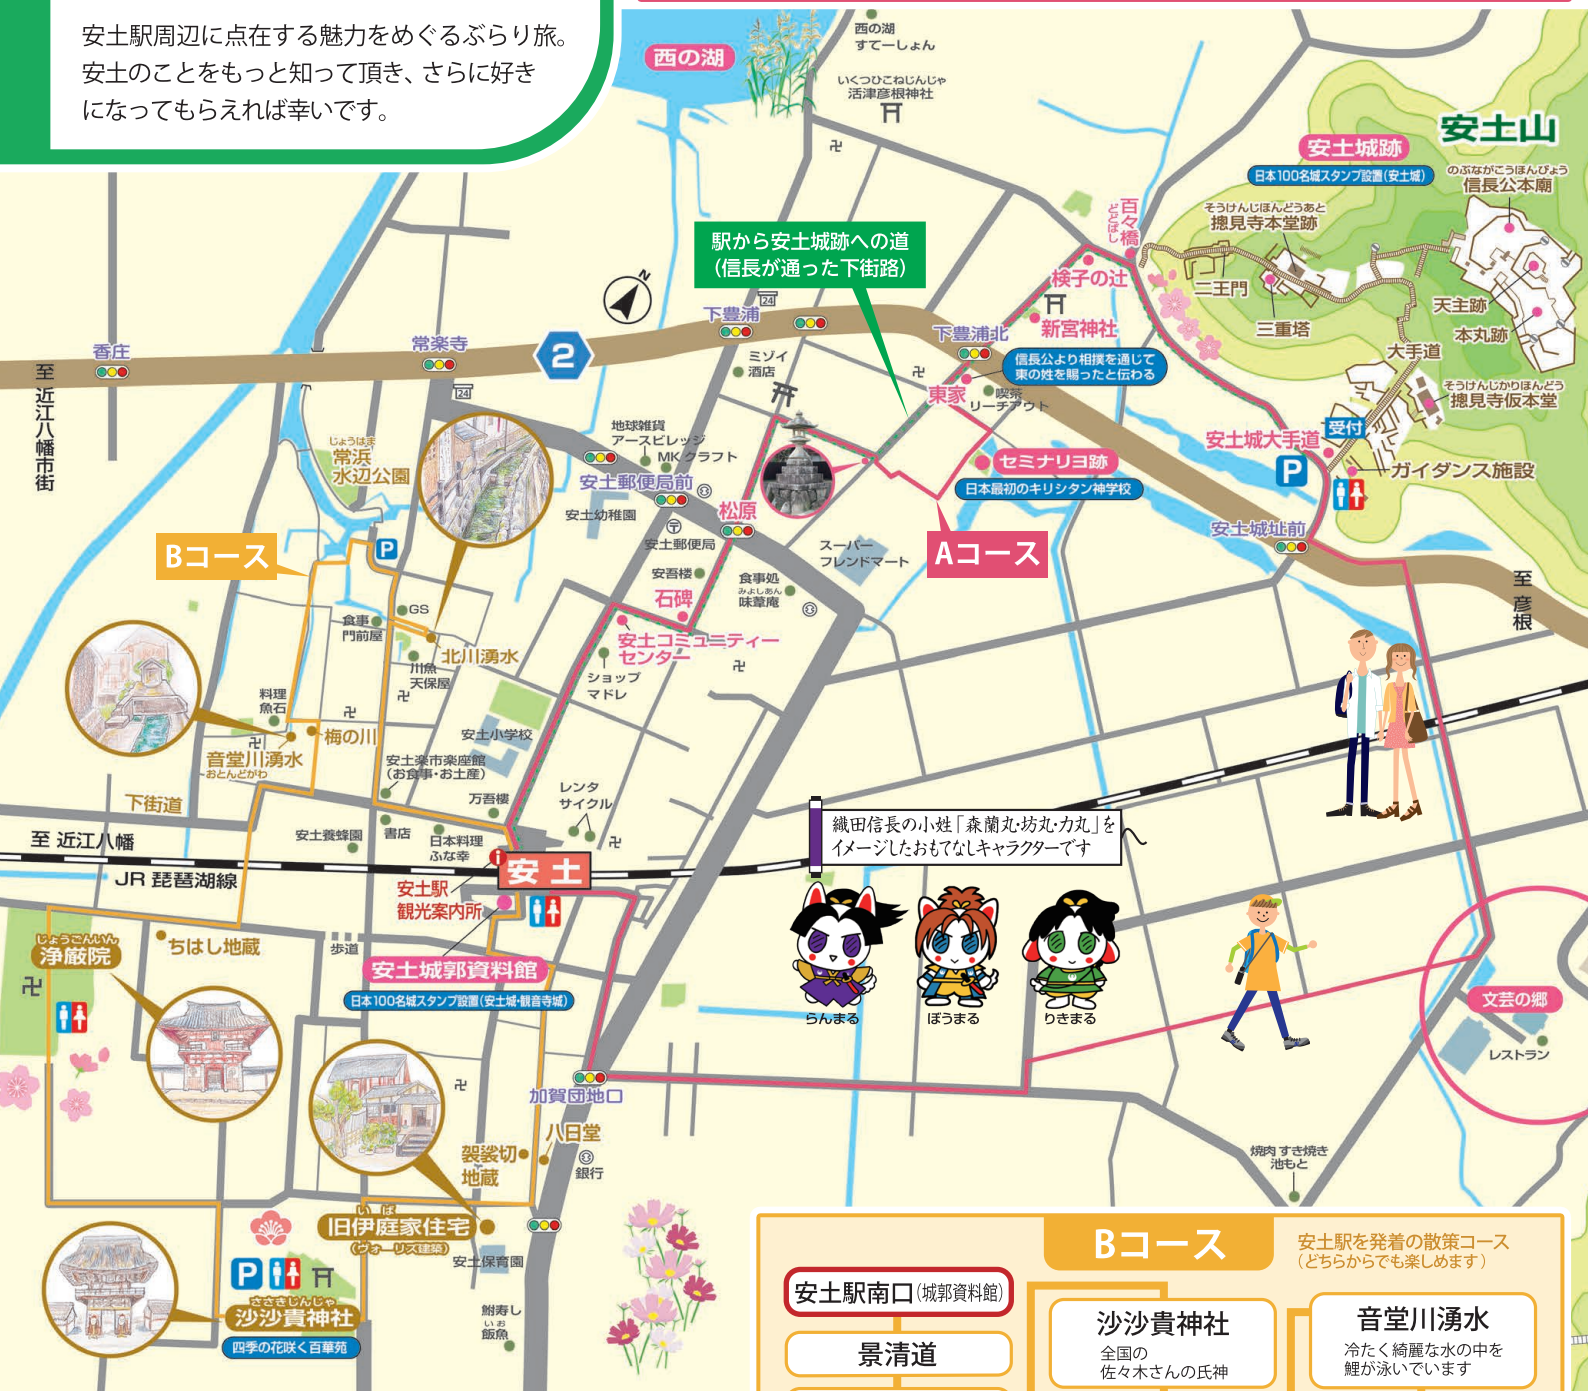 安土駅周辺に点在する魅力をめぐるぶらり旅。
安土のことをもっと知って頂き、さらに好き
になってもらえれば幸いです。
西の湖
西の湖
すてーしょん
いくつひこねじんじゃ
活津彦根神社
安土山
安土城跡
日本100名城スタンプ設置(安土城)
のぶながこうほんびょう
信長公本廟
そうけんじほんどうあと
摠見寺本堂跡
百々橋
どどばし
二王門
三重塔
天主跡
本丸跡
大手道
そうけんじかりほんどう
摠見寺仮本堂
駅から安土城跡への道
(信長が通った下街路)
N
検子の辻
新宮神社
24
下豊浦
下豊浦北
信長公より相撲を通じて
東の姓を賜ったと伝わる
香庄
常楽寺
2
24
至 近江八幡市街
ミゾイ
酒店
東家
喫茶
リーチアウト
地球雑貨
アースビレッジ
MK クラフト
じょうはま
常浜
水辺公園
安土城大手道
受付
P
ガイダンス施設
セミナリヨ跡
日本最初のキリシタン神学校
安土郵便局前
安土幼稚園
松原
安土郵便局
安土城址前
Bコース
P
Aコース
スーパー
フレンドマート
安吾楼
食事処
みよしあん
味葦庵
石碑
至 彦根
GS
食事
門前屋
北川湧水
川魚
天保屋
安土コミュニティー
センター
ショップ
マドレ
料理
魚石
梅の川
音堂川湧水
おとんどがわ
安土小学校
安土楽市楽座館
(お食事・お土産)
万吾楼
レンタ
サイクル
下街道
安土養蜂園
書店
日本料理
ふな幸
至 近江八幡
JR 琵琶湖線
安土
安土駅
観光案内所
織田信長の小姓「森蘭丸・坊丸・力丸」を
イメージしたおもてなしキャラクターです
らんまる
ぼうまる
りきまる
じょうごんいん
浄厳院
ちはし地蔵
歩道
安土城郭資料館
日本100名城スタンプ設置(安土城・観音寺城)
文芸の郷
レストラン
加賀団地口
八日堂
袈裟切
地蔵
銀行
焼肉 すき焼き
池もと
いば
旧伊庭家住宅
(ヴォーリズ建築)
安土保育園
P
ささきじんじゃ
沙沙貴神社
四季の花咲く百華苑
鮒寿し
いお
飯魚
Bコース
安土駅を発着の散策コース
(どちらからでも楽しめます)
安土駅南口(城郭資料館)
景清道
沙沙貴神社
全国の
佐々木さんの氏神
音堂川湧水
冷たく綺麗な水の中を
鯉が泳いでいます